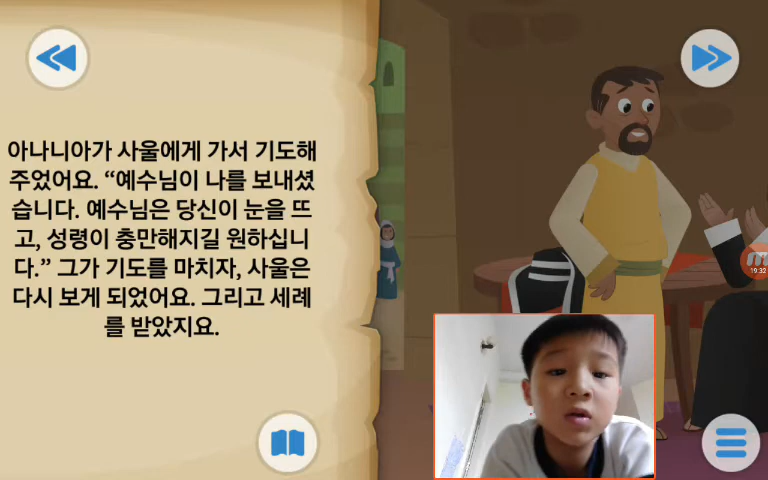 아나니아가 사울에게 가서 기도해
주었어요. “예수님이 나를 보내셨
습니다. 예수님은 당신이 눈을 뜨
고, 성령이 충만해지길 원하십니
다.” 그가 기도를 마치자, 사울은
다시 보게 되었어요. 그리고 세례
를 받았지요.
19:32